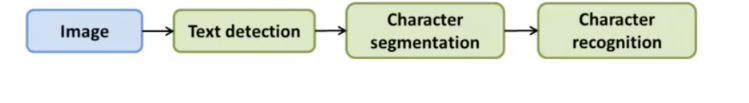 Image
Text detection
Character
segmentation
Character
recognition